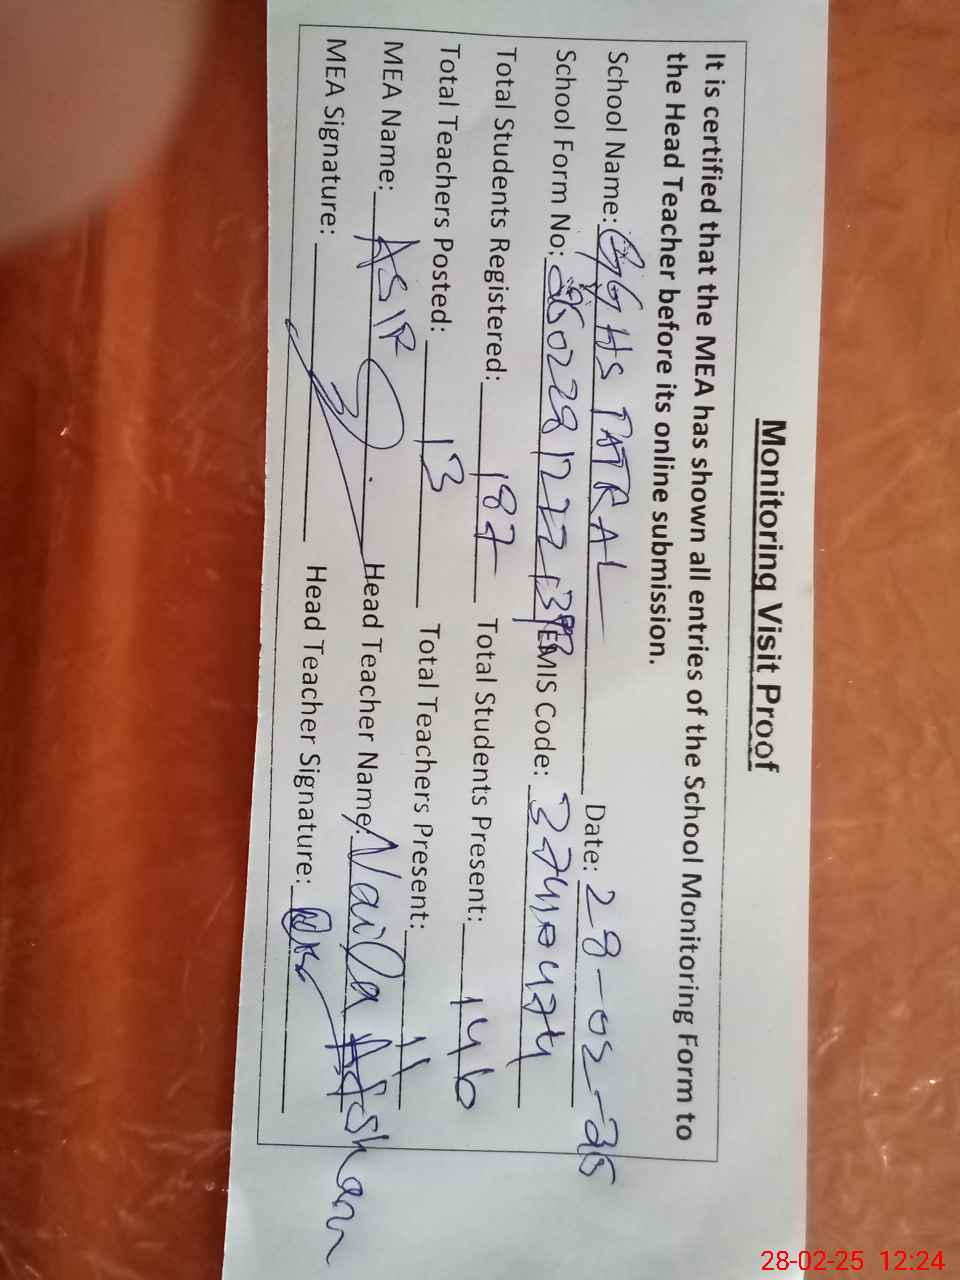 Monitoring Visit Proof
It is certified that the MEA has shown all entries of the School Monitoring Form to
the Head Teacher before its online submission.
School Name: GGHS PATRAL Date: 28-02-25
School Form No: EMIS Code:
Total Students Registered: 187 Total Students Present: 146
Total Teachers Posted: 13 Total Teachers Present: 11
MEA Name: ASIF Head Teacher Name: Naila
MEA Signature: Head Teacher Signature:
28-02-25 12:24